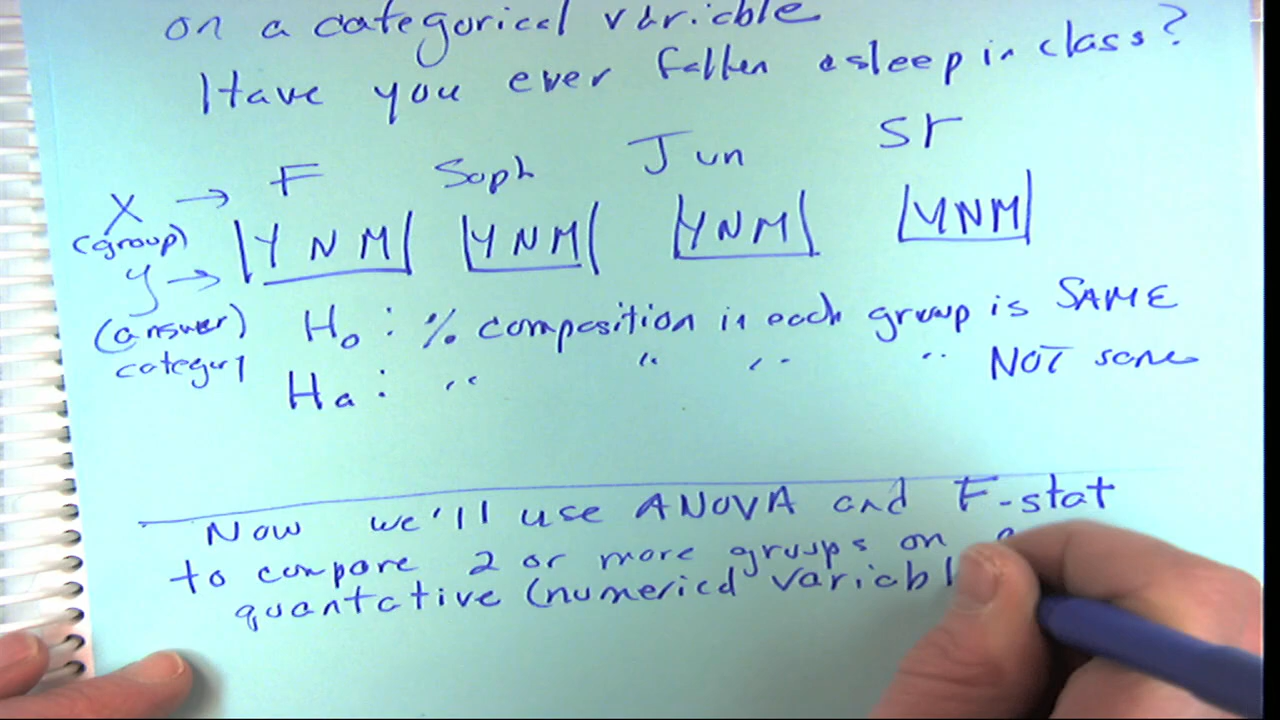 on a categorical variable
Have you ever fallen asleep in class?
X → F Soph Jun Sr
(group) |Y N M| |Y N M| |Y N M| |Y N M|
y →
(answer) Ho : % composition in each group is SAME
categury
Ha : " " " " NOT same
Now we'll use ANOVA and F-stat
to compare 2 or more groups on
quantative (numerical variabl